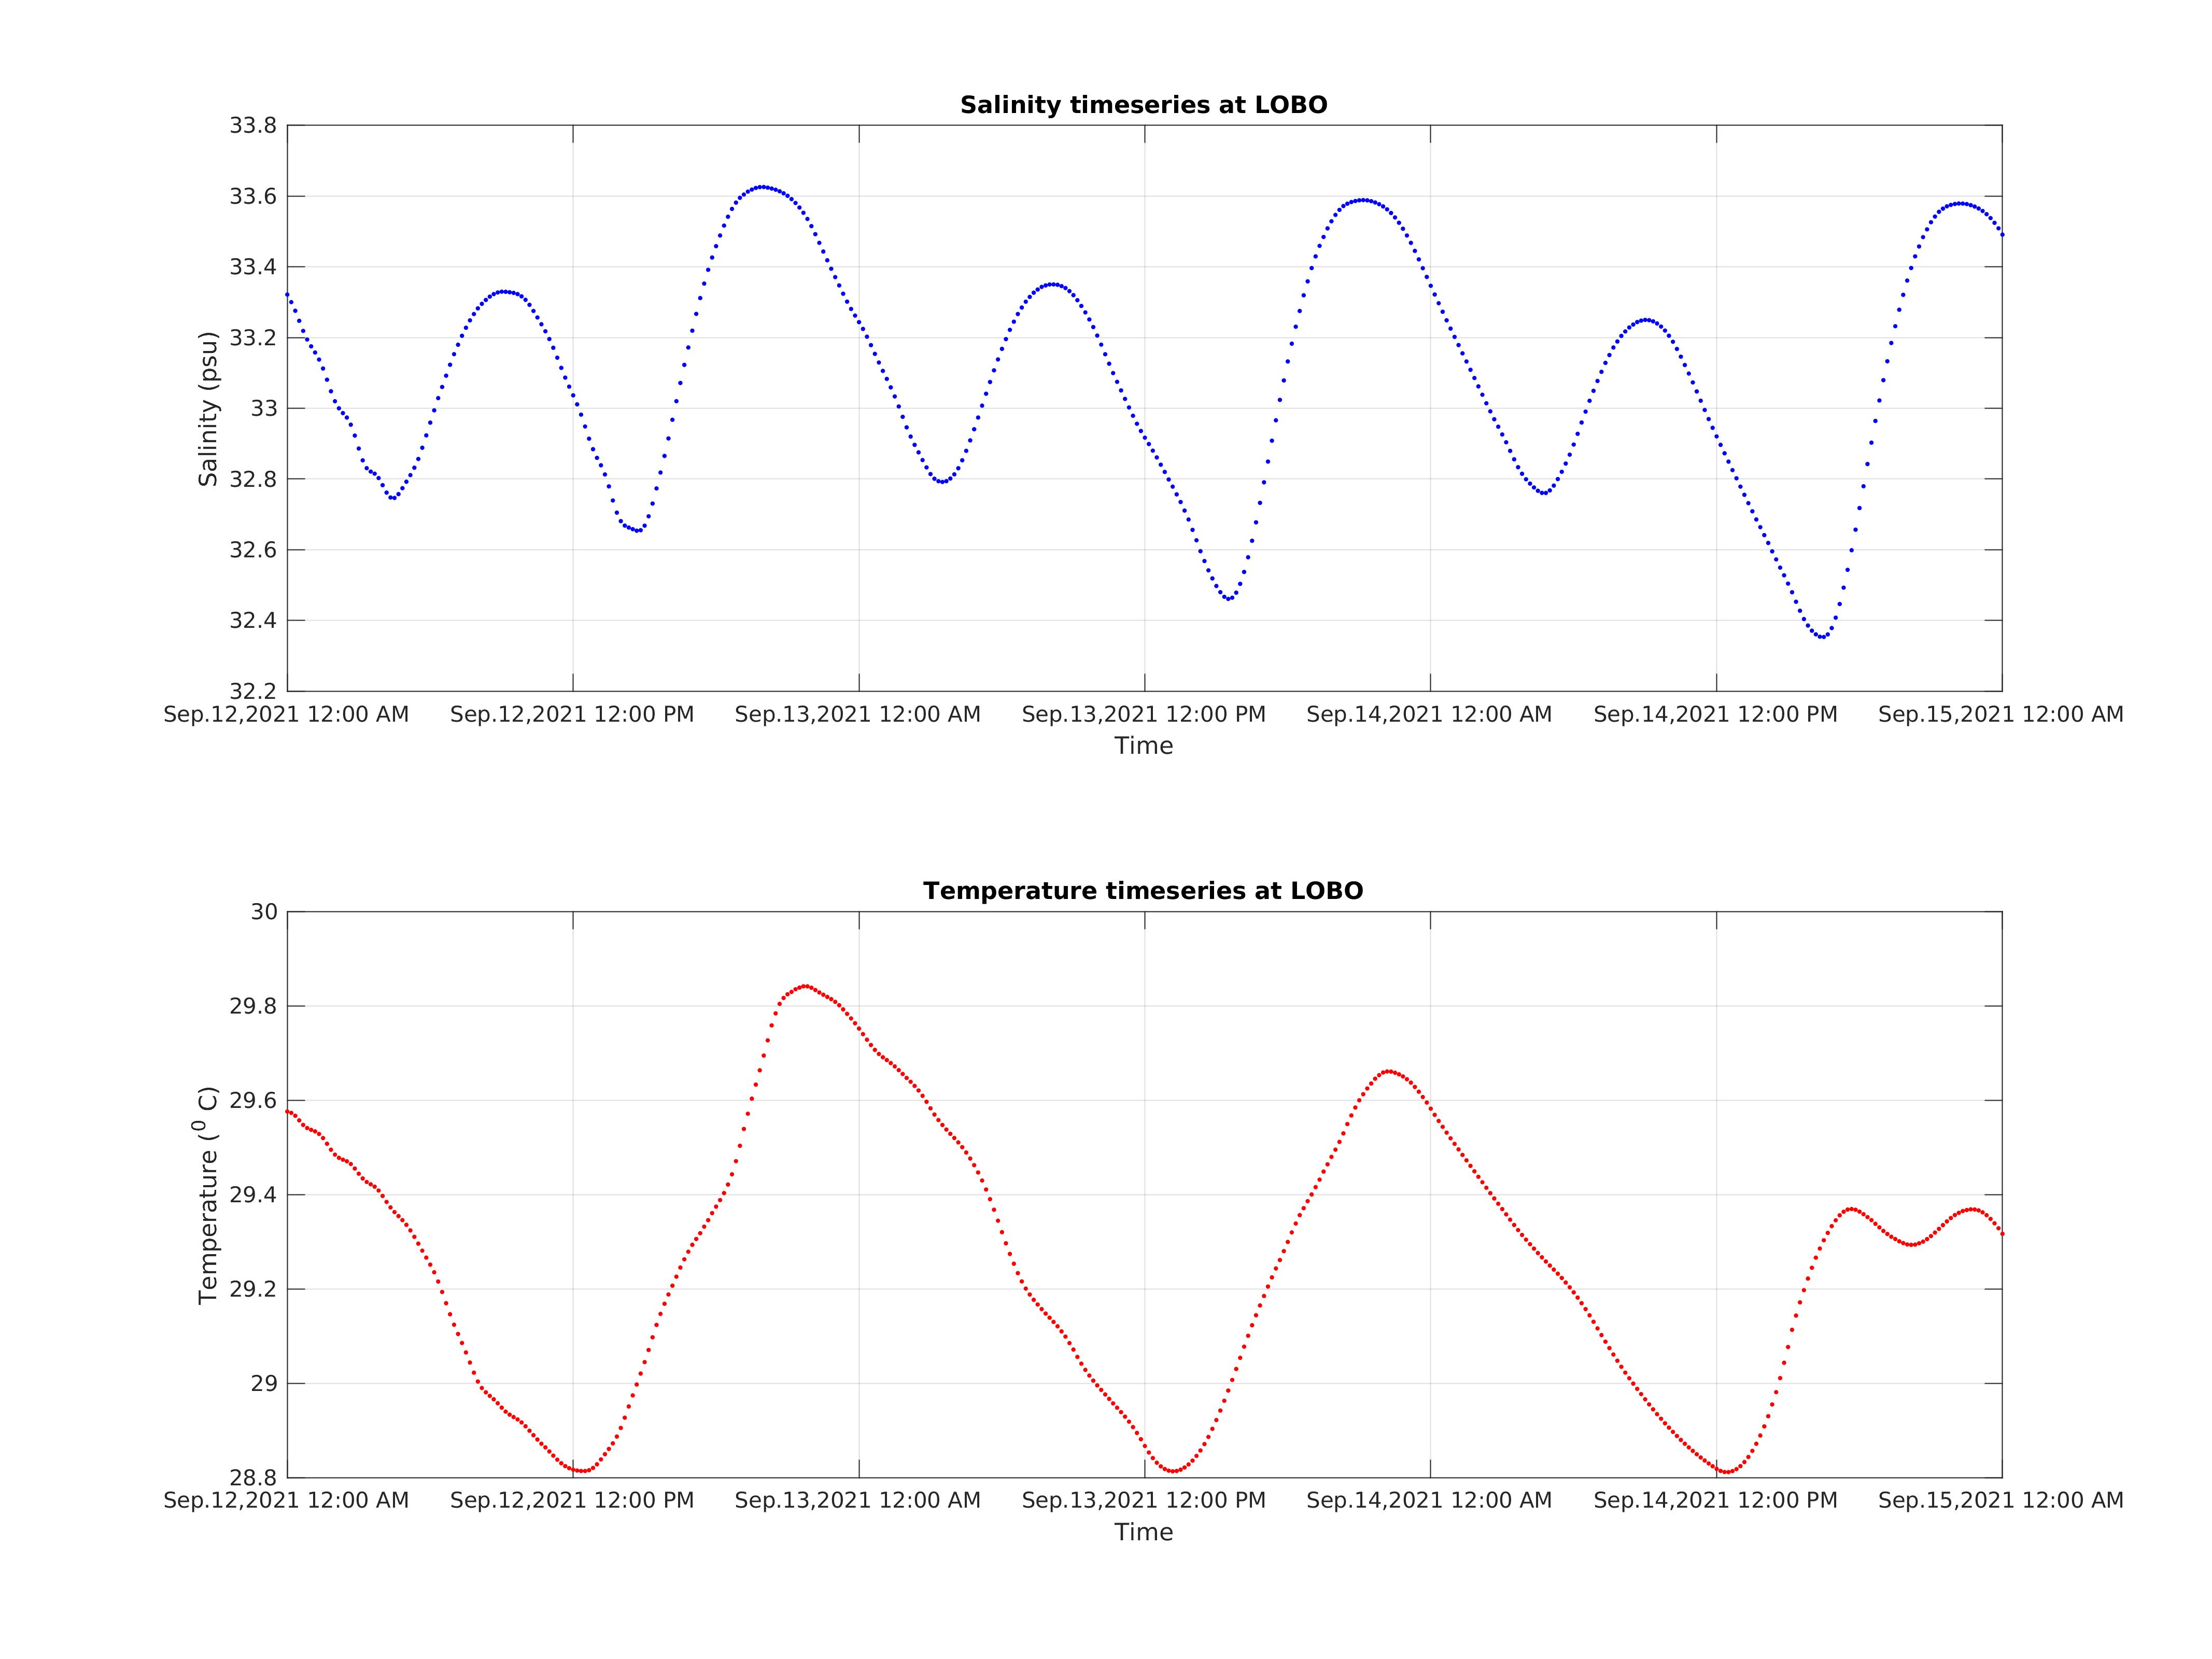 Salinity timeseries at LOBO
33.8
33.6
33.4
33.2
33
32.8
32.6
32.4
32.2
Salinity (psu)
Sep.12,2021 12:00 AM Sep.12,2021 12:00 PM Sep.13,2021 12:00 AM Sep.13,2021 12:00 PM Sep.14,2021 12:00 AM Sep.14,2021 12:00 PM Sep.15,2021 12:00 AM
Time
Temperature timeseries at LOBO
30
29.8
29.6
29.4
29.2
29
28.8
Temperature (⁰ C)
Sep.12,2021 12:00 AM Sep.12,2021 12:00 PM Sep.13,2021 12:00 AM Sep.13,2021 12:00 PM Sep.14,2021 12:00 AM Sep.14,2021 12:00 PM Sep.15,2021 12:00 AM
Time